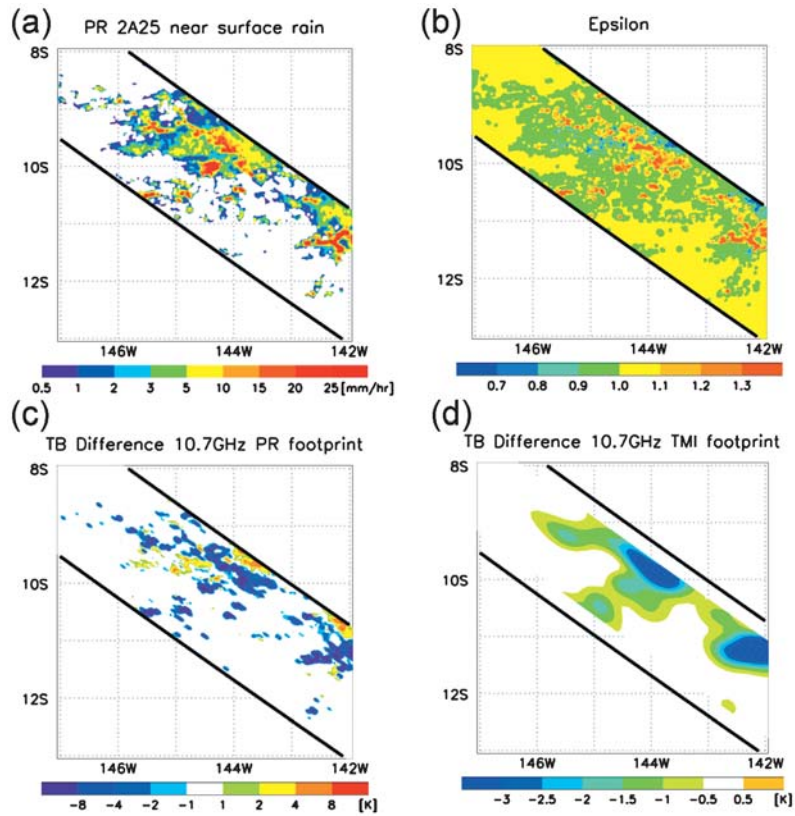 (a) PR 2A25 near surface rain
8S
10S
12S
146W 144W 142W
0.5 1 2 3 5 10 15 20 25[mm/hr]
(b) Epsilon
8S
10S
12S
146W 144W 142W
0.7 0.8 0.9 1.0 1.1 1.2 1.3
(c)
TB Difference 10.7GHz PR footprint
8S
10S
12S
146W 144W 142W
-8 -4 -2 -1 1 2 4 8 [K]
(d)
TB Difference 10.7GHz TMI footprint
8S
10S
12S
146W 144W 142W
-3 -2.5 -2 -1.5 -1 -0.5 0.5 [K]